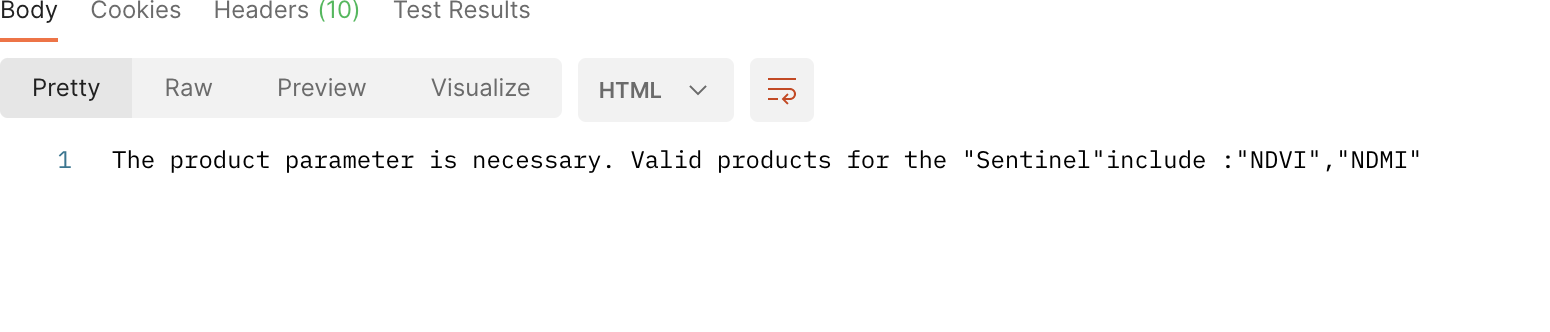 Body Cookies Headers (10) Test Results
Pretty Raw Preview Visualize HTML
1 The product parameter is necessary. Valid products for the "Sentinel"include :"NDVI","NDMI"